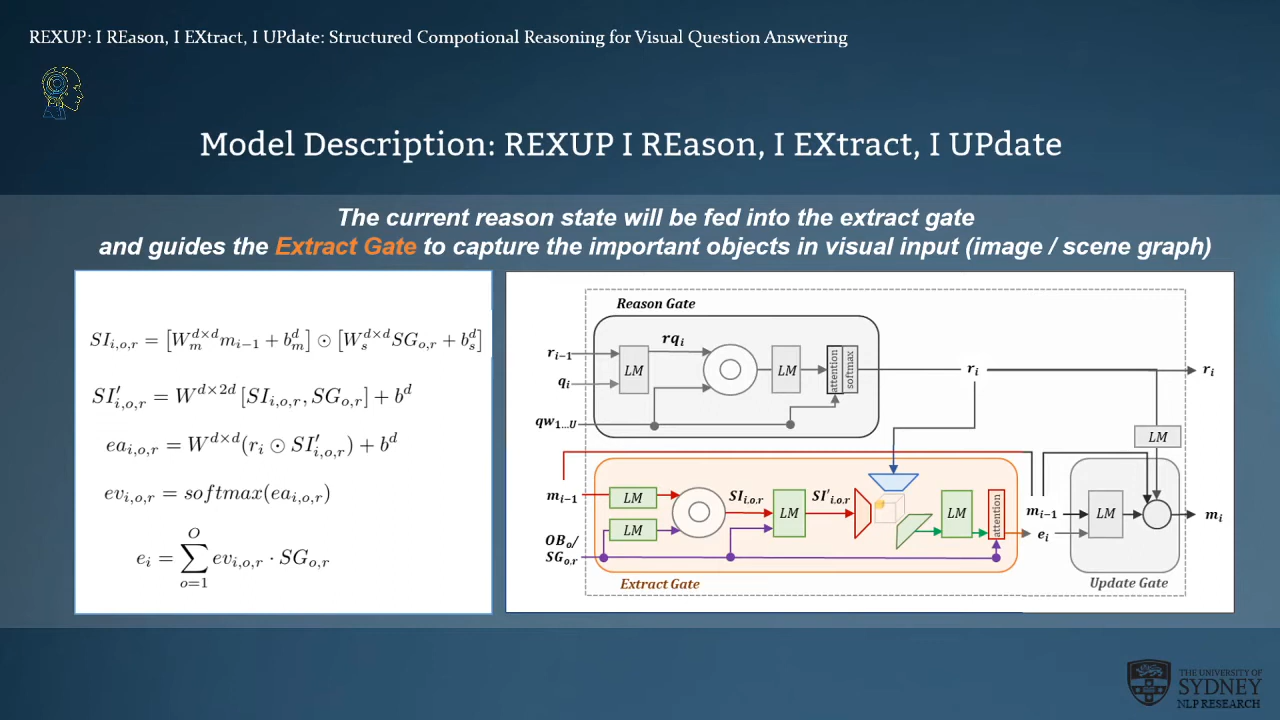 REXUP: I REason, I EXtract, I UPdate: Structured Compotional Reasoning for Visual Question Answering
Model Description: REXUP I REason, I EXtract, I UPdate
The current reason state will be fed into the extract gate
and guides the Extract Gate to capture the important objects in visual input (image / scene graph)
SI_{i,o,r} = [W_m^{d×d} m_{i−1} + b_m^d] ⊙ [W_s^{d×d} SG_{o,r} + b_s^d]
SI'_{i,o,r} = W^{d×2d} [SI_{i,o,r}, SG_{o,r}] + b^d
ea_{i,o,r} = W^{d×d}(r_i ⊙ SI'_{i,o,r}) + b^d
ev_{i,o,r} = softmax(ea_{i,o,r})
e_i = ∑_{o=1}^{O} ev_{i,o,r} · SG_{o,r}
Reason Gate
r_{i−1}
q_i
qw_{1…U}
LM
rq_i
LM
attention
softmax
r_i
r_i
LM
m_{i−1}
OB_o/
SG_{o,r}
LM
LM
SI_{i.o.r}
LM
SI'_{i.o.r}
LM
attention
Extract Gate
m_{i−1}
e_i
LM
m_i
Update Gate
THE UNIVERSITY OF
SYDNEY
NLP RESEARCH